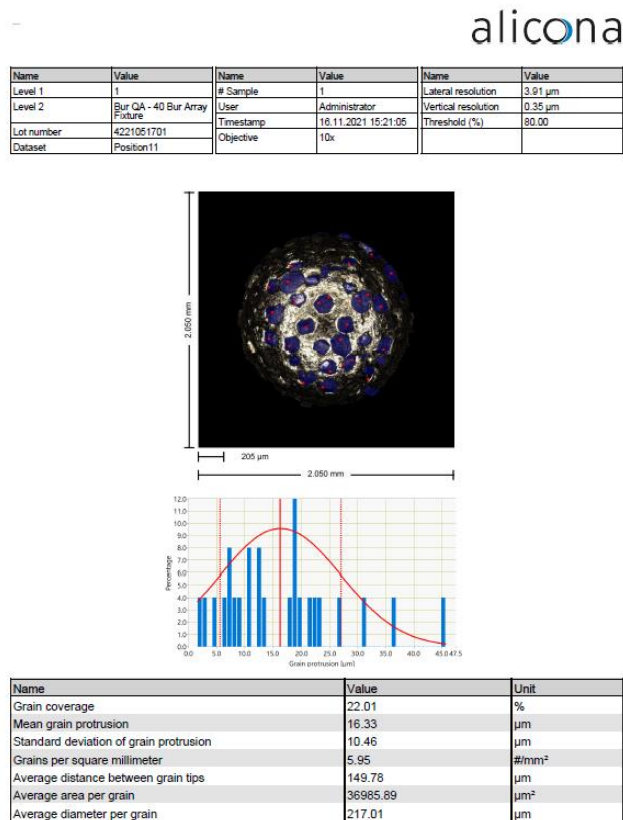 alicona
Name Value Name Value Name Value
Level 1 1 # Sample 1 Lateral resolution 3.91 µm
Level 2 Bur QA - 40 Bur Array Fixture User Administrator Vertical resolution 0.35 µm
Timestamp 16.11.2021 15:21:05 Threshold (%) 80.00
Lot number 4221051701 Objective 10x
Dataset Position11
2.050 mm
205 µm
2.050 mm
12.0
11.0
10.0
9.0
8.0
7.0
6.0
5.0
4.0
3.0
2.0
1.0
0.0
Percentage
0.0 5.0 10.0 15.0 20.0 25.0 30.0 35.0 40.0 45.0 47.5
Grain protrusion [µm]
Name Value Unit
Grain coverage 22.01 %
Mean grain protrusion 16.33 µm
Standard deviation of grain protrusion 10.46 µm
Grains per square millimeter 5.95 #/mm²
Average distance between grain tips 149.78 µm
Average area per grain 36985.89 µm²
Average diameter per grain 217.01 µm